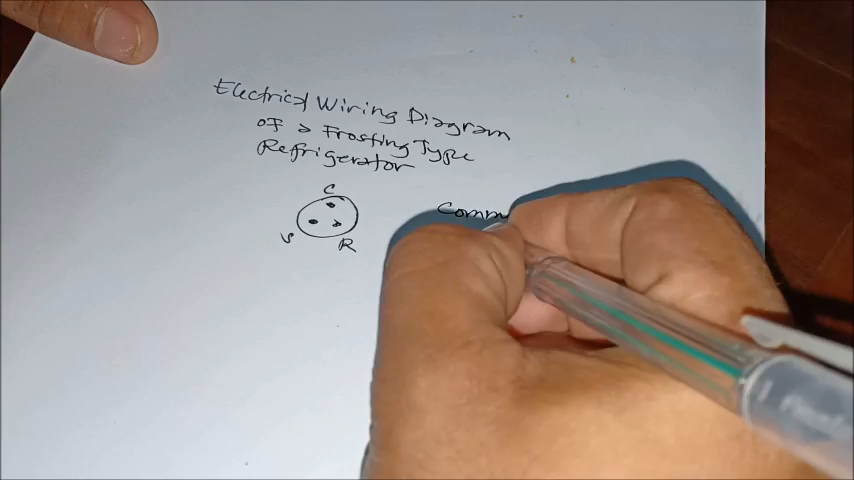 Electrical Wiring Diagram
of a Frosting Type
Refrigerator
C
S
R
Comm